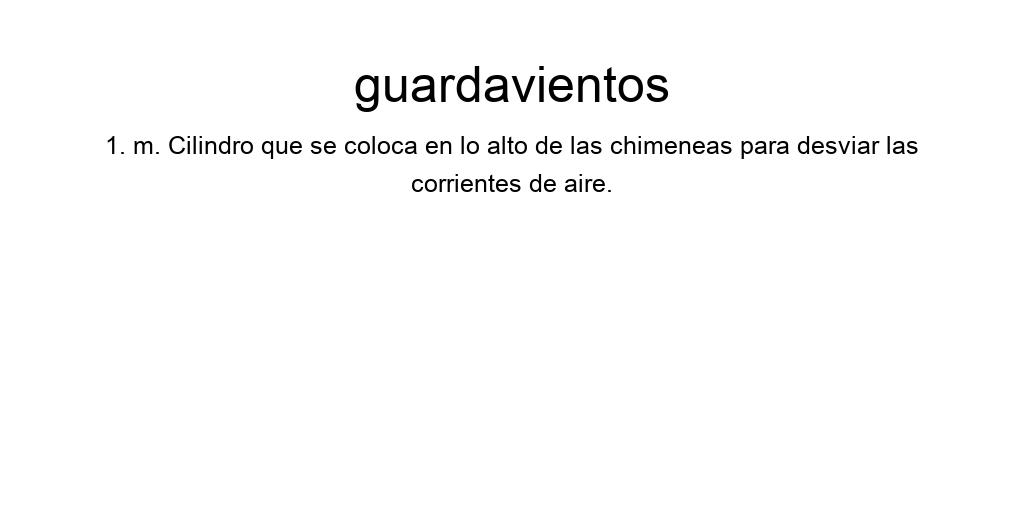 guardavientos
1. m. Cilindro que se coloca en lo alto de las chimeneas para desviar las
corrientes de aire.